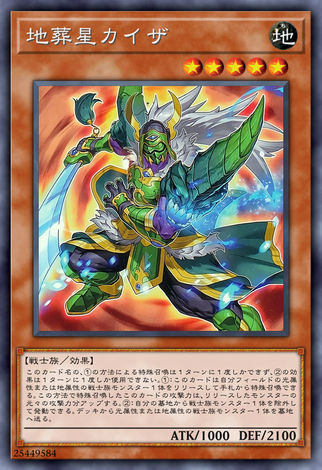 地葬星カイザ
地
【戦士族／効果】
このカード名の、①の方法による特殊召喚は１ターンに１度しかできず、②の効
果は１ターンに１度しか使用できない。①：このカードは自分フィールドの光属
性または地属性の戦士族モンスター１体をリリースして手札から特殊召喚でき
る。この方法で特殊召喚したこのカードの攻撃力は、リリースしたモンスターの
元々の攻撃力分アップする。②：自分の墓地から戦士族モンスター１体を除外し
て発動できる。デッキから光属性または地属性の戦士族モンスター１体を墓地
へ送る。
ATK/1000 DEF/2100
25449584